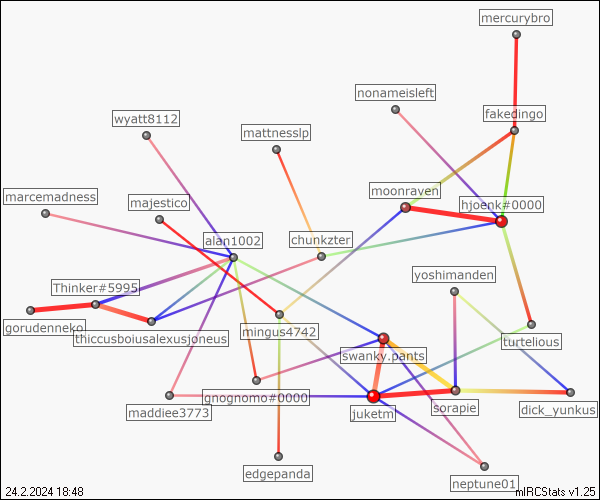 mercurybro
nonameisleft
fakedingo
wyatt8112
mattnesslp
moonraven
marcemadness
majestico
hjoenk#0000
alan1002
chunkzter
yoshimanden
Thinker#5995
gorudenneko
thiccusboiusalexusjoneus
mingus4742
turtelious
swanky.pants
gnognomo#0000
maddiee3773
juketm
sorapie
dick_yunkus
edgepanda
neptune01
24.2.2024 18:48
mIRCStats v1.25